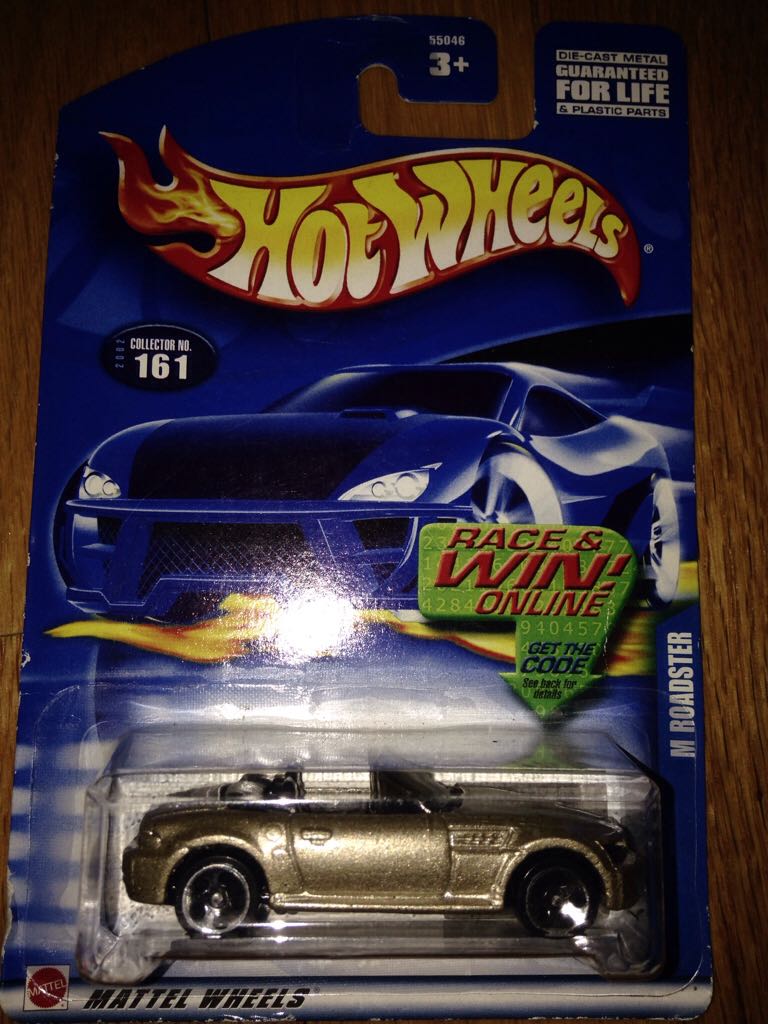 55046
3+
DIE-CAST METAL
GUARANTEED
FOR LIFE
& PLASTIC PARTS
HOT WHEELS ®
2002
COLLECTOR NO.
161
RACE &
WIN!
ONLINE
940457
GET THE
CODE
See back for
details
M ROADSTER
MATTEL
MATTEL WHEELS